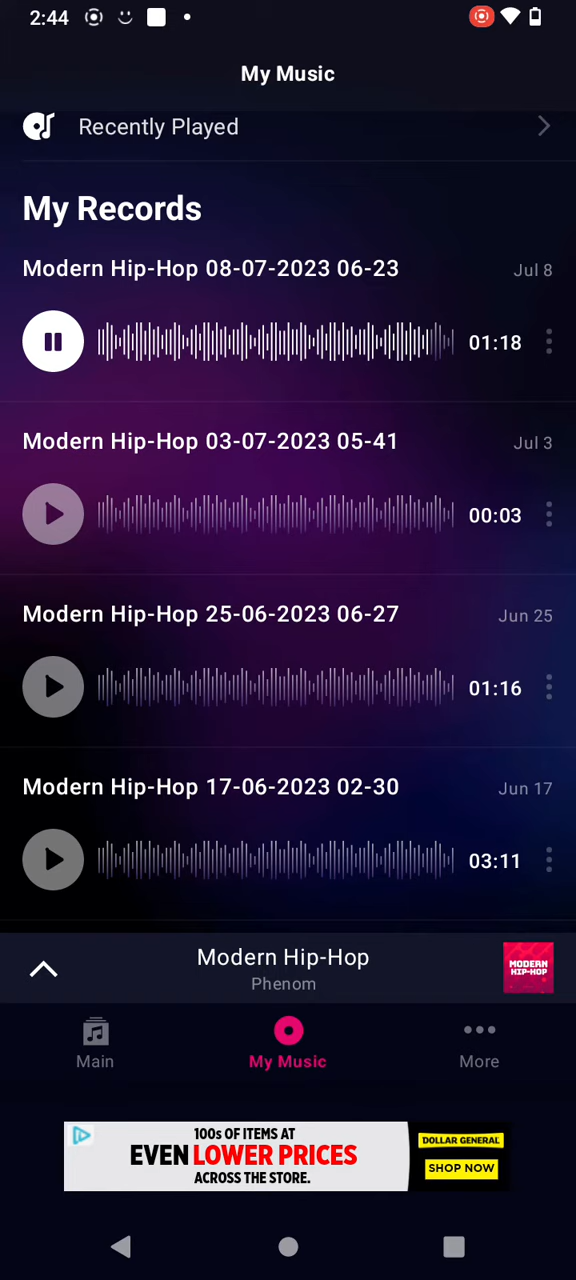 2:44
My Music
Recently Played
My Records
Modern Hip-Hop 08-07-2023 06-23
Jul 8
01:18
Modern Hip-Hop 03-07-2023 05-41
Jul 3
00:03
Modern Hip-Hop 25-06-2023 06-27
Jun 25
01:16
Modern Hip-Hop 17-06-2023 02-30
Jun 17
03:11
Modern Hip-Hop
Phenom
MODERN
HIP-HOP
Main
My Music
More
100s OF ITEMS AT
EVEN LOWER PRICES
ACROSS THE STORE.
DOLLAR GENERAL
SHOP NOW